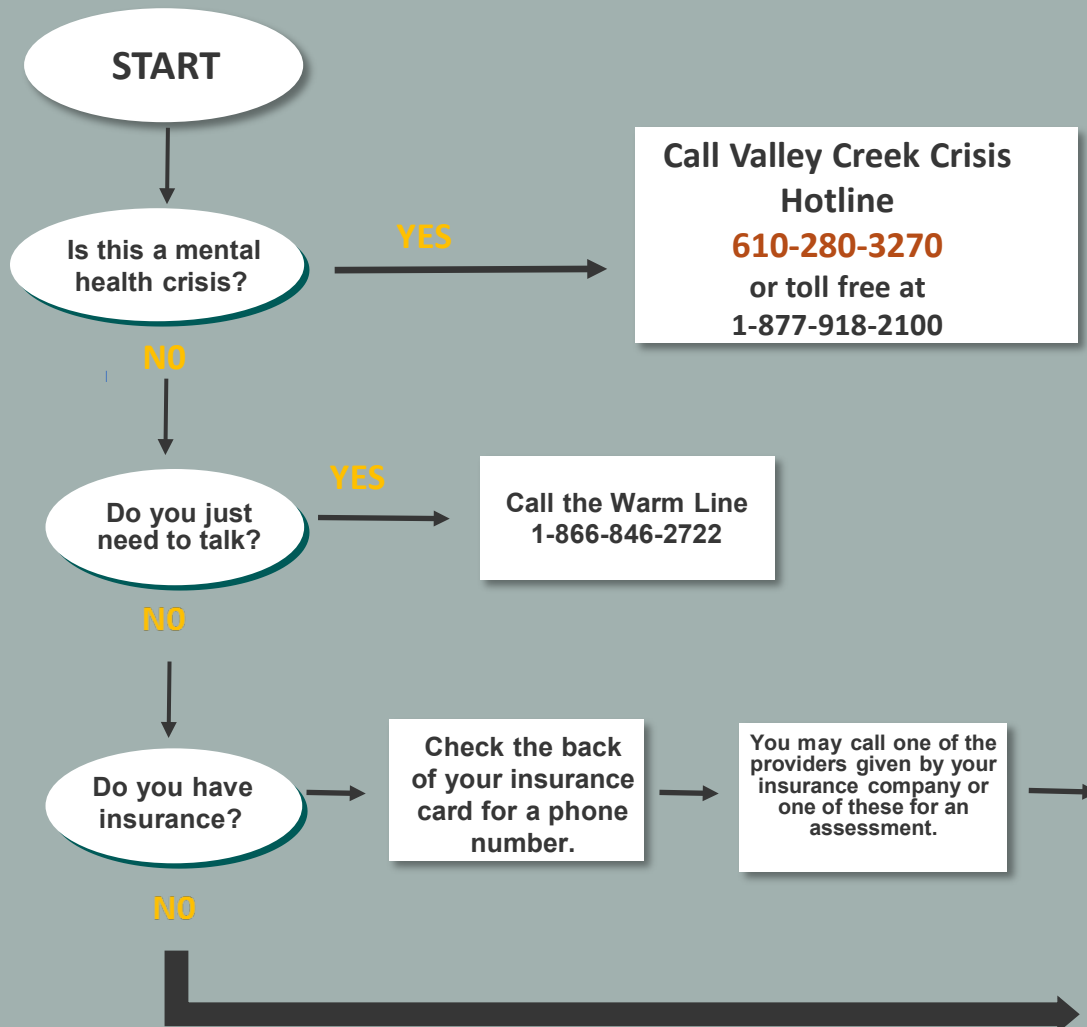 START
Is this a mental
health crisis?
YES
Call Valley Creek Crisis
Hotline
610-280-3270
or toll free at
1-877-918-2100
N0
Do you just
need to talk?
YES
Call the Warm Line
1-866-846-2722
N0
Do you have
insurance?
Check the back
of your insurance
card for a phone
number.
You may call one of the
providers given by your
insurance company or
one of these for an
assessment.
N0